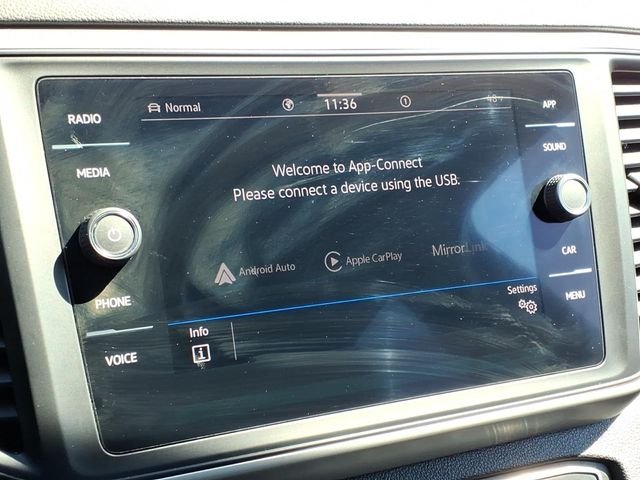 RADIO
MEDIA
PHONE
VOICE
Normal
11:36
Welcome to App-Connect
Please connect a device using the USB.
Android Auto
Apple CarPlay
MirrorLink
Info
Settings
APP
SOUND
CAR
MENU